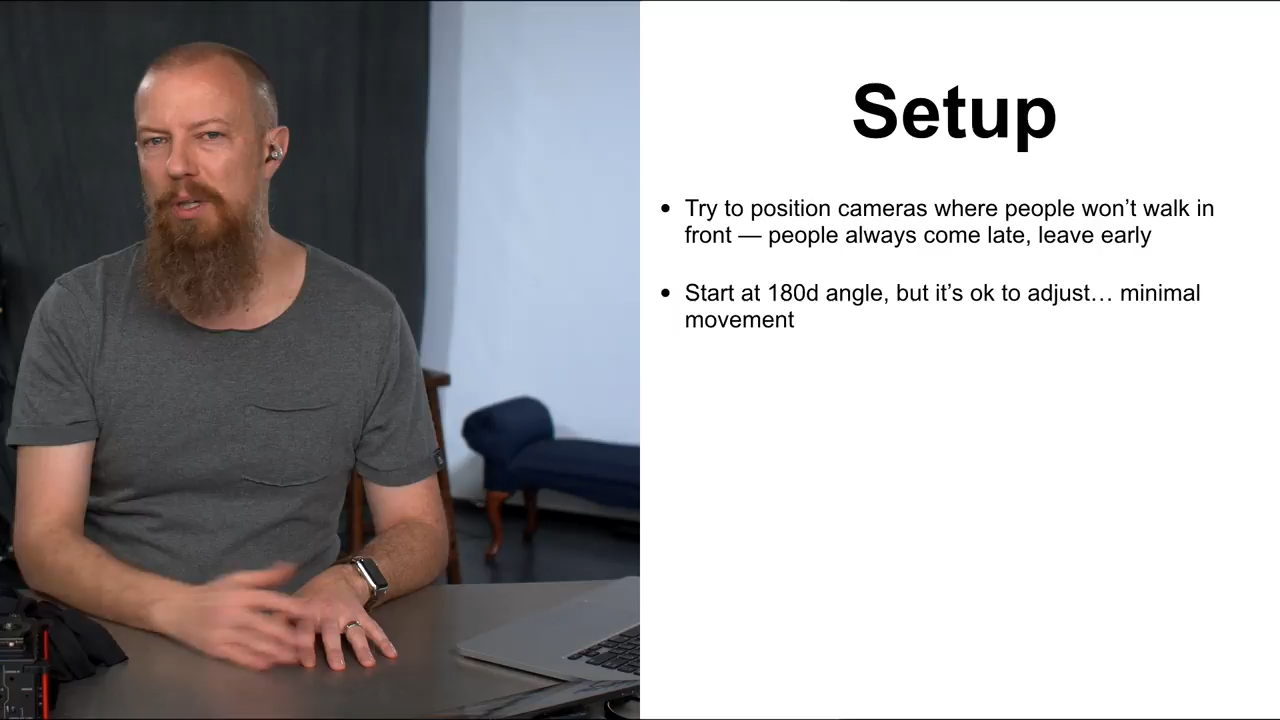 Setup
• Try to position cameras where people won’t walk in
front — people always come late, leave early
• Start at 180d angle, but it’s ok to adjust… minimal
movement